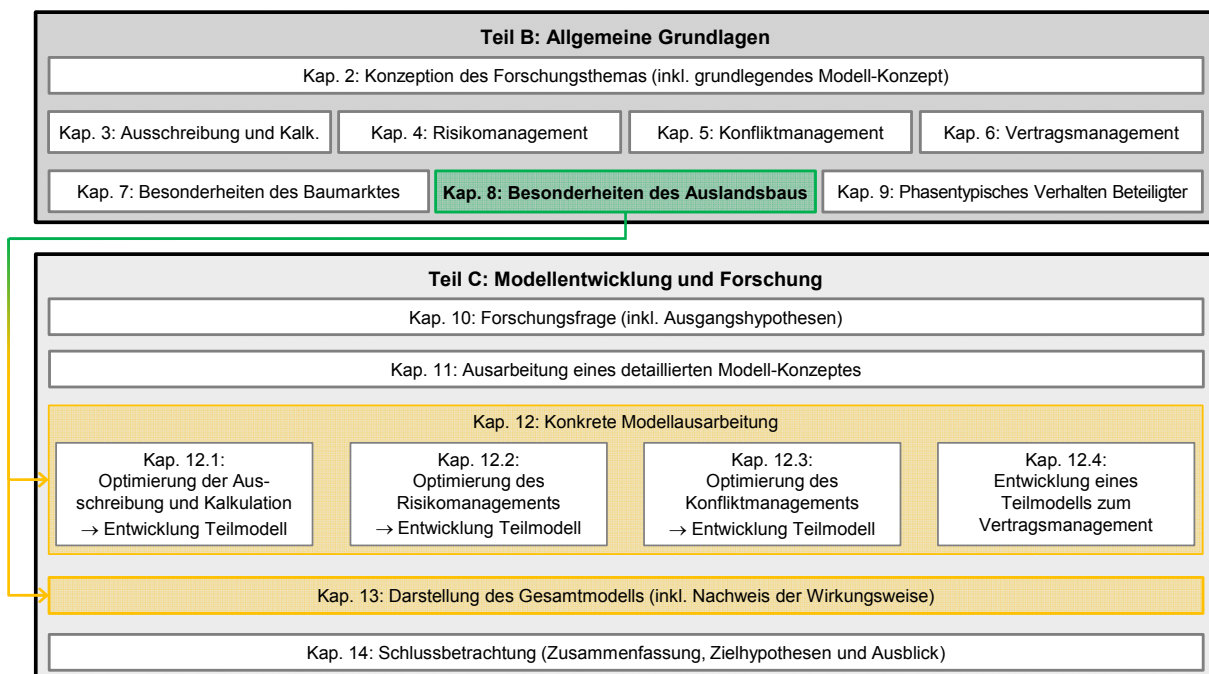 Teil B: Allgemeine Grundlagen
Kap. 2: Konzeption des Forschungsthemas (inkl. grundlegendes Modell-Konzept)
Kap. 3: Ausschreibung und Kalk.
Kap. 4: Risikomanagement
Kap. 5: Konfliktmanagement
Kap. 6: Vertragsmanagement
Kap. 7: Besonderheiten des Baumarktes
Kap. 8: Besonderheiten des Auslandsbaus
Kap. 9: Phasentypisches Verhalten Beteiligter
Teil C: Modellentwicklung und Forschung
Kap. 10: Forschungsfrage (inkl. Ausgangshypothesen)
Kap. 11: Ausarbeitung eines detaillierten Modell-Konzeptes
Kap. 12: Konkrete Modellausarbeitung
Kap. 12.1:
Optimierung der Aus-
schreibung und Kalkulation
→ Entwicklung Teilmodell
Kap. 12.2:
Optimierung des
Risikomanagements
→ Entwicklung Teilmodell
Kap. 12.3:
Optimierung des
Konfliktmanagements
→ Entwicklung Teilmodell
Kap. 12.4:
Entwicklung eines
Teilmodells zum
Vertragsmanagement
Kap. 13: Darstellung des Gesamtmodells (inkl. Nachweis der Wirkungsweise)
Kap. 14: Schlussbetrachtung (Zusammenfassung, Zielhypothesen und Ausblick)